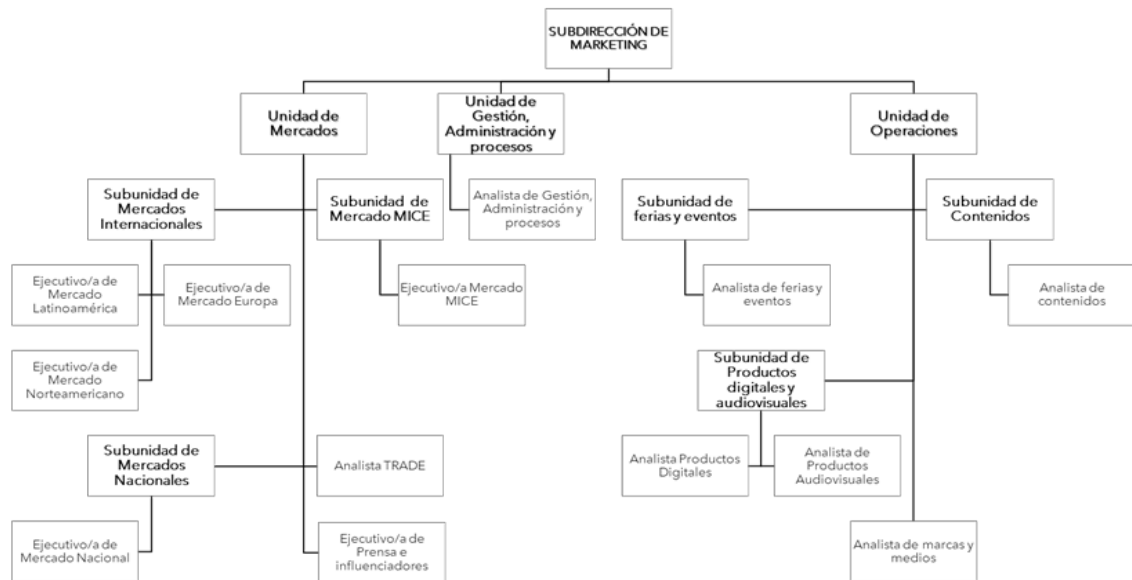 SUBDIRECCIÓN DE
MARKETING
Unidad de
Mercados
Unidad de
Gestión,
Administración y
procesos
Unidad de
Operaciones
Subunidad de
Mercados
Internacionales
Subunidad de
Mercado MICE
Analista de Gestión,
Administración y
procesos
Subunidad de
ferias y eventos
Subunidad de
Contenidos
Ejecutivo/a de
Mercado
Latinoamérica
Ejecutivo/a de
Mercado Europa
Ejecutivo/a Mercado
MICE
Analista de ferias y
eventos
Analista de
contenidos
Ejecutivo/a de
Mercado
Norteamericano
Subunidad de
Productos
digitales y
audiovisuales
Subunidad de
Mercados
Nacionales
Analista TRADE
Analista Productos
Digitales
Analista de
Productos
Audiovisuales
Ejecutivo/a de
Mercado Nacional
Ejecutivo/a de
Prensa e
influenciadores
Analista de marcas y
medios